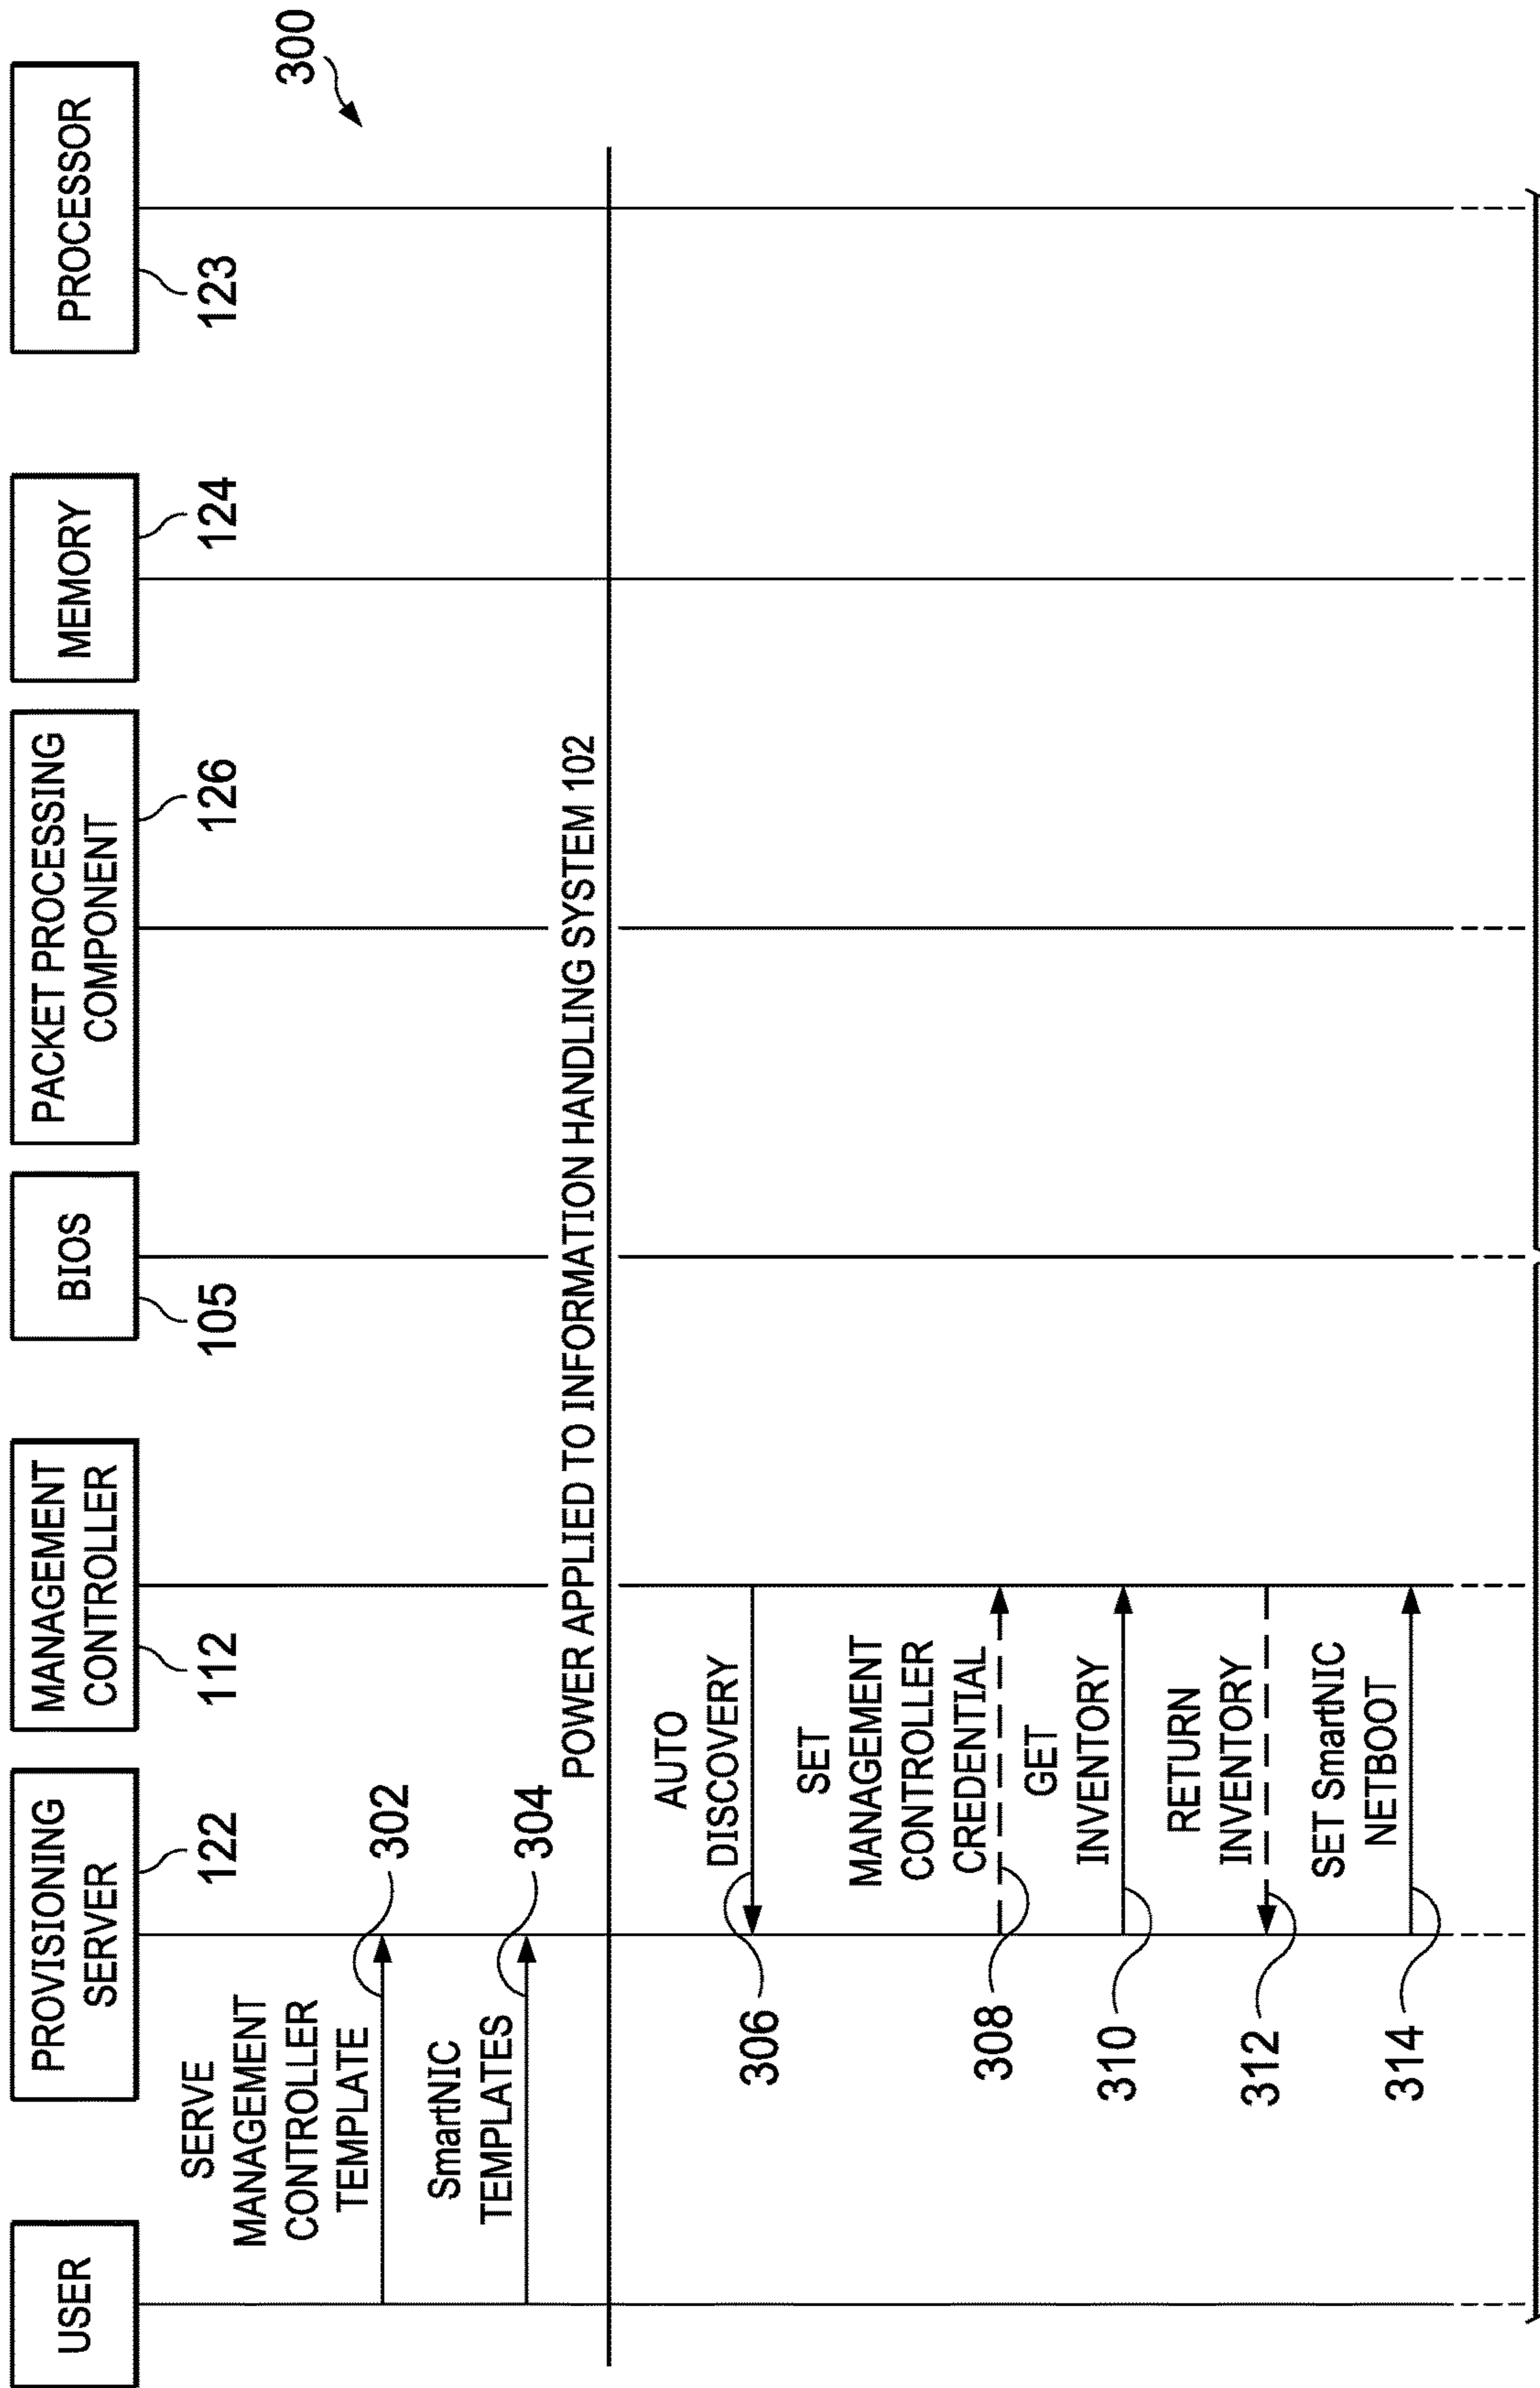 USER
PROVISIONING
SERVER
122
MANAGEMENT
CONTROLLER
112
BIOS
105
PACKET PROCESSING
COMPONENT
126
MEMORY
124
PROCESSOR
123
300
SERVE
MANAGEMENT
CONTROLLER
TEMPLATE
302
SmartNIC
TEMPLATES
304
POWER APPLIED TO INFORMATION HANDLING SYSTEM 102
AUTO
DISCOVERY
306
SET
MANAGEMENT
CONTROLLER
CREDENTIAL
308
GET
INVENTORY
310
RETURN
INVENTORY
312
SET SmartNIC
NETBOOT
314